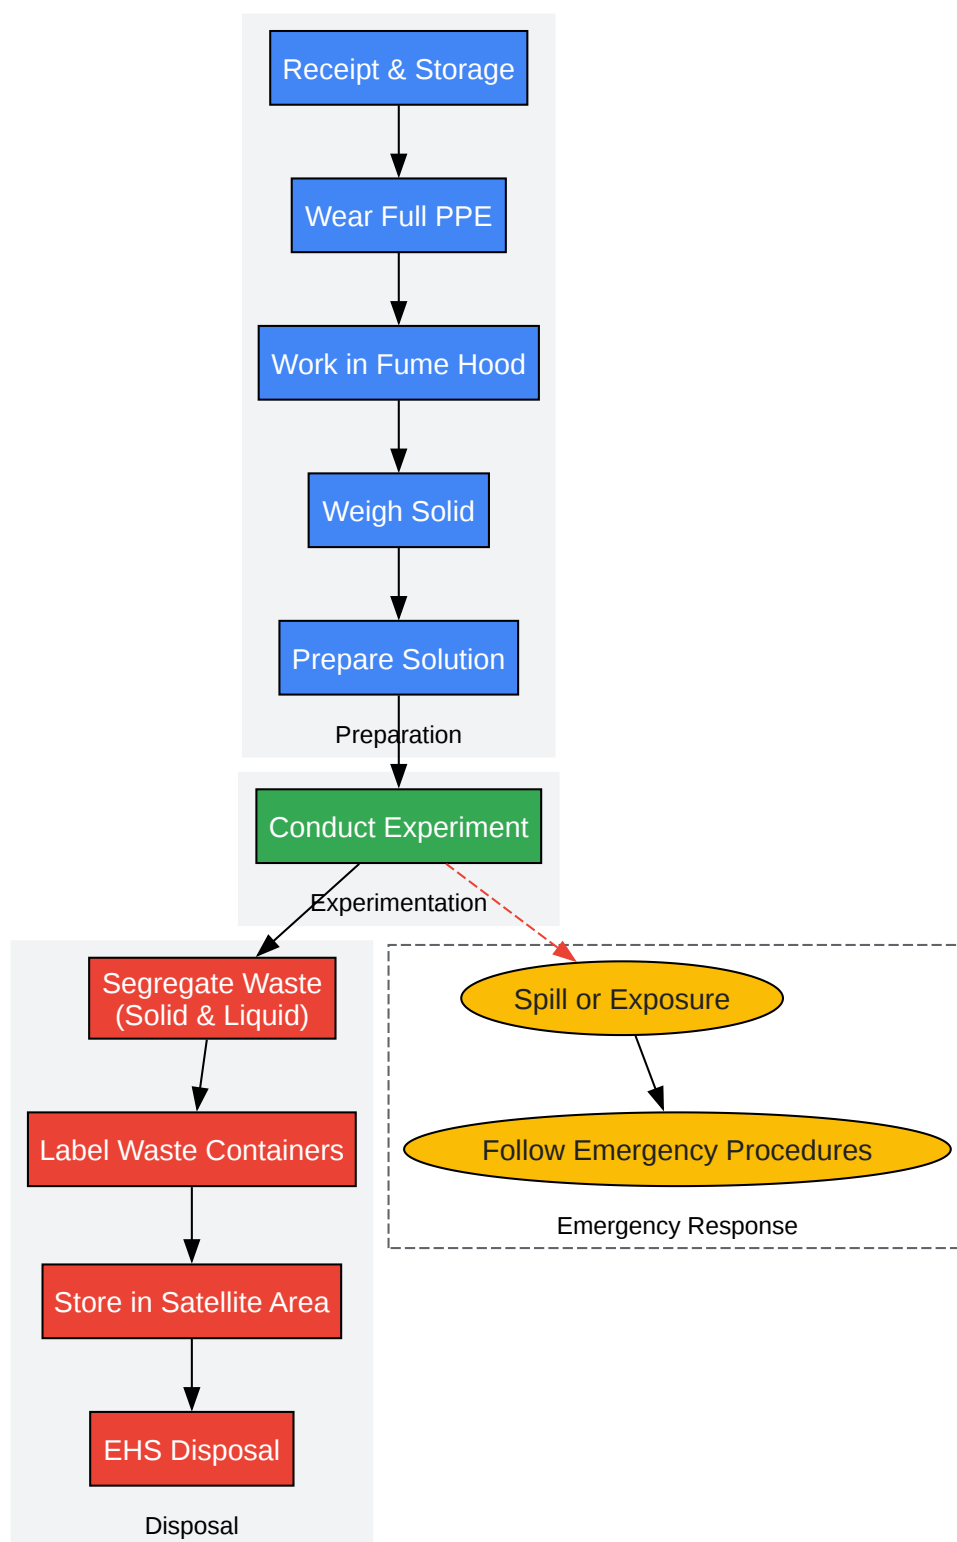 Receipt & Storage
Wear Full PPE
Work in Fume Hood
Weigh Solid
Prepare Solution
Preparation
Conduct Experiment
Experimentation
Segregate Waste
(Solid & Liquid)
Label Waste Containers
Store in Satellite Area
EHS Disposal
Disposal
Spill or Exposure
Follow Emergency Procedures
Emergency Response